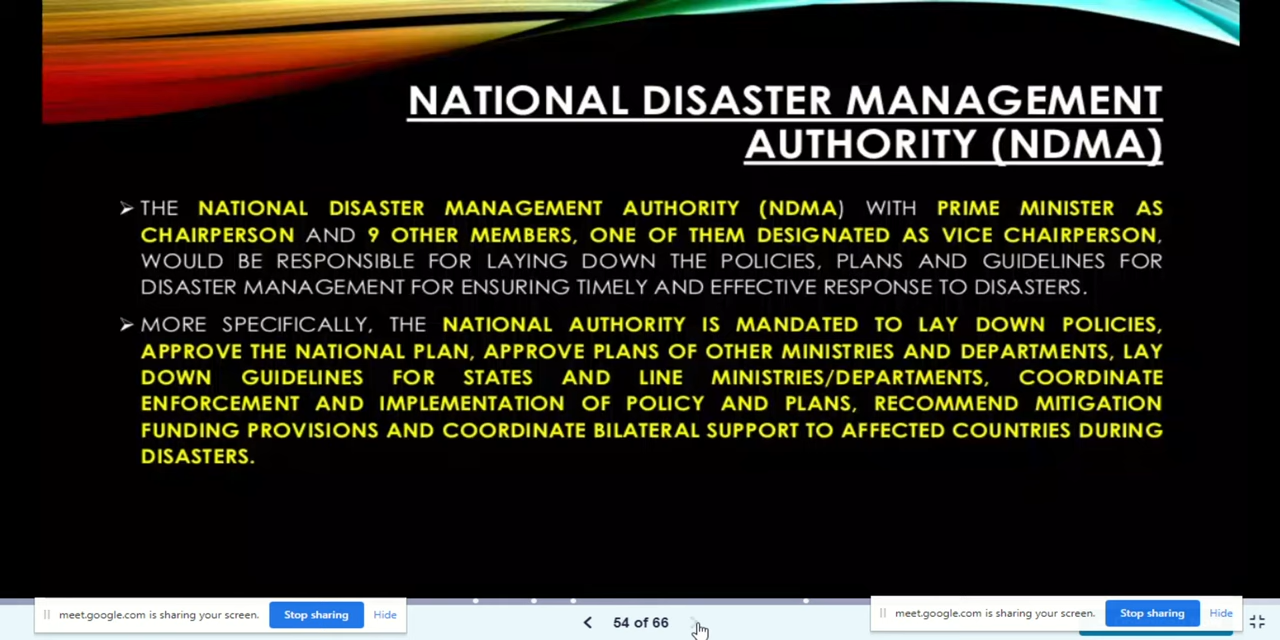 NATIONAL DISASTER MANAGEMENT
AUTHORITY (NDMA)
➢ THE NATIONAL DISASTER MANAGEMENT AUTHORITY (NDMA) WITH PRIME MINISTER AS
CHAIRPERSON AND 9 OTHER MEMBERS, ONE OF THEM DESIGNATED AS VICE CHAIRPERSON,
WOULD BE RESPONSIBLE FOR LAYING DOWN THE POLICIES, PLANS AND GUIDELINES FOR
DISASTER MANAGEMENT FOR ENSURING TIMELY AND EFFECTIVE RESPONSE TO DISASTERS.
➢ MORE SPECIFICALLY, THE NATIONAL AUTHORITY IS MANDATED TO LAY DOWN POLICIES,
APPROVE THE NATIONAL PLAN, APPROVE PLANS OF OTHER MINISTRIES AND DEPARTMENTS, LAY
DOWN GUIDELINES FOR STATES AND LINE MINISTRIES/DEPARTMENTS, COORDINATE
ENFORCEMENT AND IMPLEMENTATION OF POLICY AND PLANS, RECOMMEND MITIGATION
FUNDING PROVISIONS AND COORDINATE BILATERAL SUPPORT TO AFFECTED COUNTRIES DURING
DISASTERS.
meet.google.com is sharing your screen. Stop sharing Hide
54 of 66
meet.google.com is sharing your screen. Stop sharing Hide